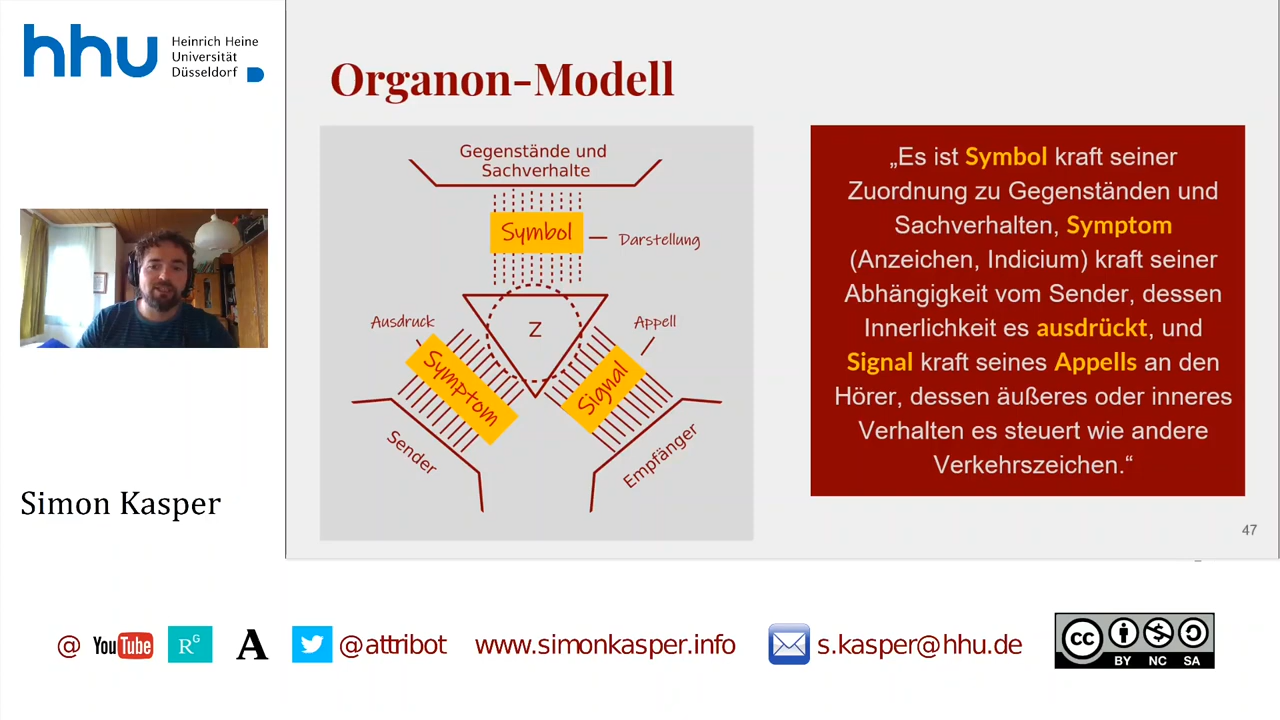 hhu
Heinrich Heine
Universität
Düsseldorf
Organon-Modell
Gegenstände und
Sachverhalte
Symbol
Darstellung
Ausdruck
Appell
Z
Symptom
Signal
Sender
Empfänger
„Es ist Symbol kraft seiner
Zuordnung zu Gegenständen und
Sachverhalten, Symptom
(Anzeichen, Indicium) kraft seiner
Abhängigkeit vom Sender, dessen
Innerlichkeit es ausdrückt, und
Signal kraft seines Appells an den
Hörer, dessen äußeres oder inneres
Verhalten es steuert wie andere
Verkehrszeichen.“
47
Simon Kasper
@ YouTube RG A @attribot www.simonkasper.info s.kasper@hhu.de
cc BY NC SA